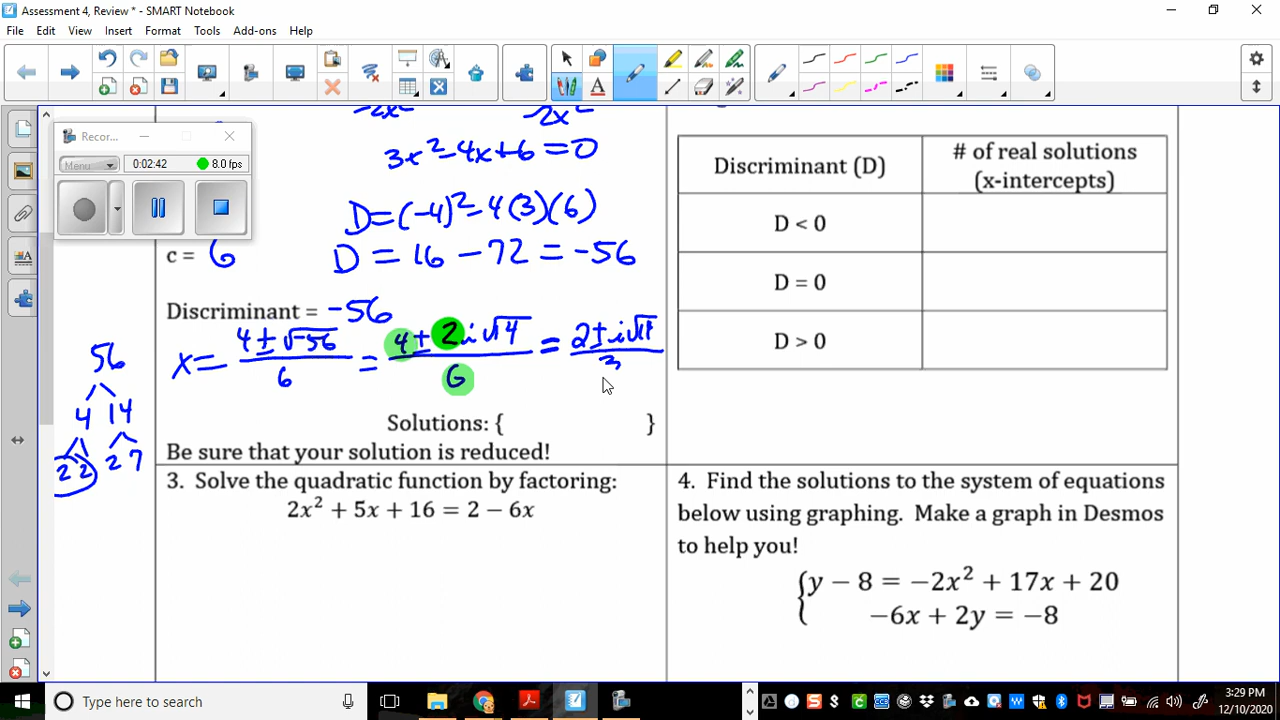 Assessment 4, Review * - SMART Notebook
File Edit View Insert Format Tools Add-ons Help
Recor...
Menu 0:02:42 8.0 fps
-2x² -2x²
3x²-4x+6=0
D=(-4)²-4(3)(6)
c = 6
D = 16 - 72 = -56
Discriminant = -56
x= 4±√-56 / 6 = 4±2i√14 / 6 = 2±i√14 / 3
56
4 14
2 2 2 7
Solutions: { }
Be sure that your solution is reduced!
Discriminant (D) # of real solutions
(x-intercepts)
D < 0
D = 0
D > 0
3. Solve the quadratic function by factoring:
2x² + 5x + 16 = 2 − 6x
4. Find the solutions to the system of equations
below using graphing. Make a graph in Desmos
to help you!
y − 8 = −2x² + 17x + 20
−6x + 2y = −8
Type here to search
3:29 PM
12/10/2020